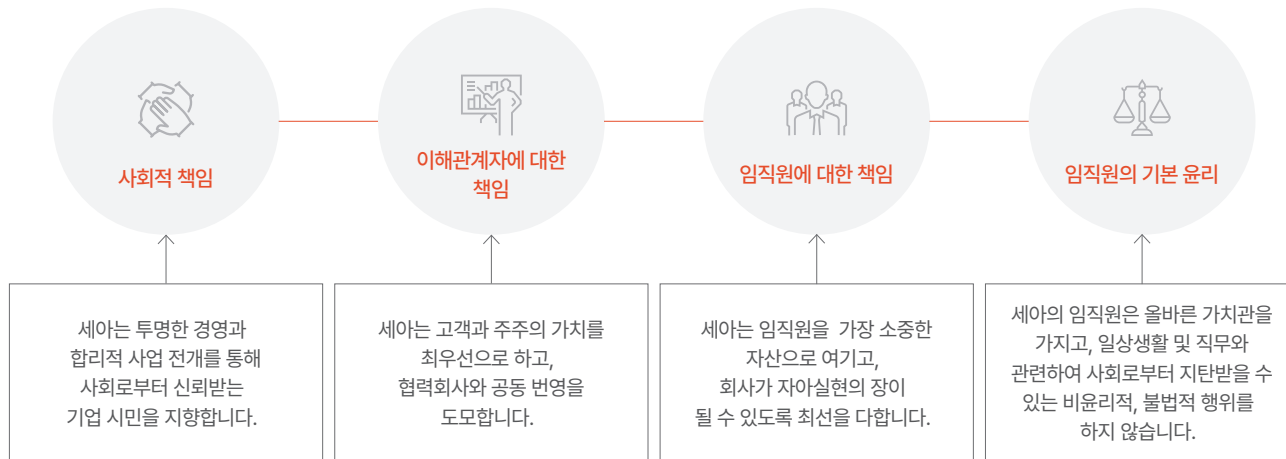 사회적 책임
이해관계자에 대한
책임
임직원에 대한 책임
임직원의 기본 윤리
세아는 투명한 경영과
합리적 사업 전개를 통해
사회로부터 신뢰받는
기업 시민을 지향합니다.
세아는 고객과 주주의 가치를
최우선으로 하고,
협력회사와 공동 번영을
도모합니다.
세아는 임직원을 가장 소중한
자산으로 여기고,
회사가 자아실현의 장이
될 수 있도록 최선을 다합니다.
세아의 임직원은 올바른 가치관을
가지고, 일상생활 및 직무와
관련하여 사회로부터 지탄받을 수
있는 비윤리적, 불법적 행위를
하지 않습니다.